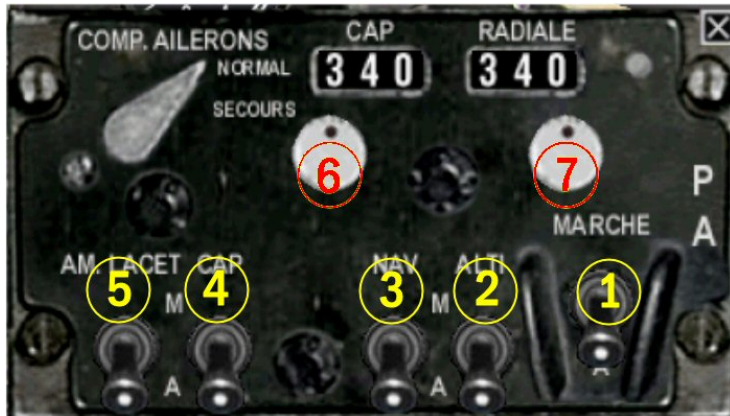 COMP. AILERONS
CAP
RADIALE
NORMAL
340
340
SECOURS
6
7
P
MARCHE
A
AM. LACET
CAP
NAV
ALTI
5
4
3
2
1
M
M
A
A
A